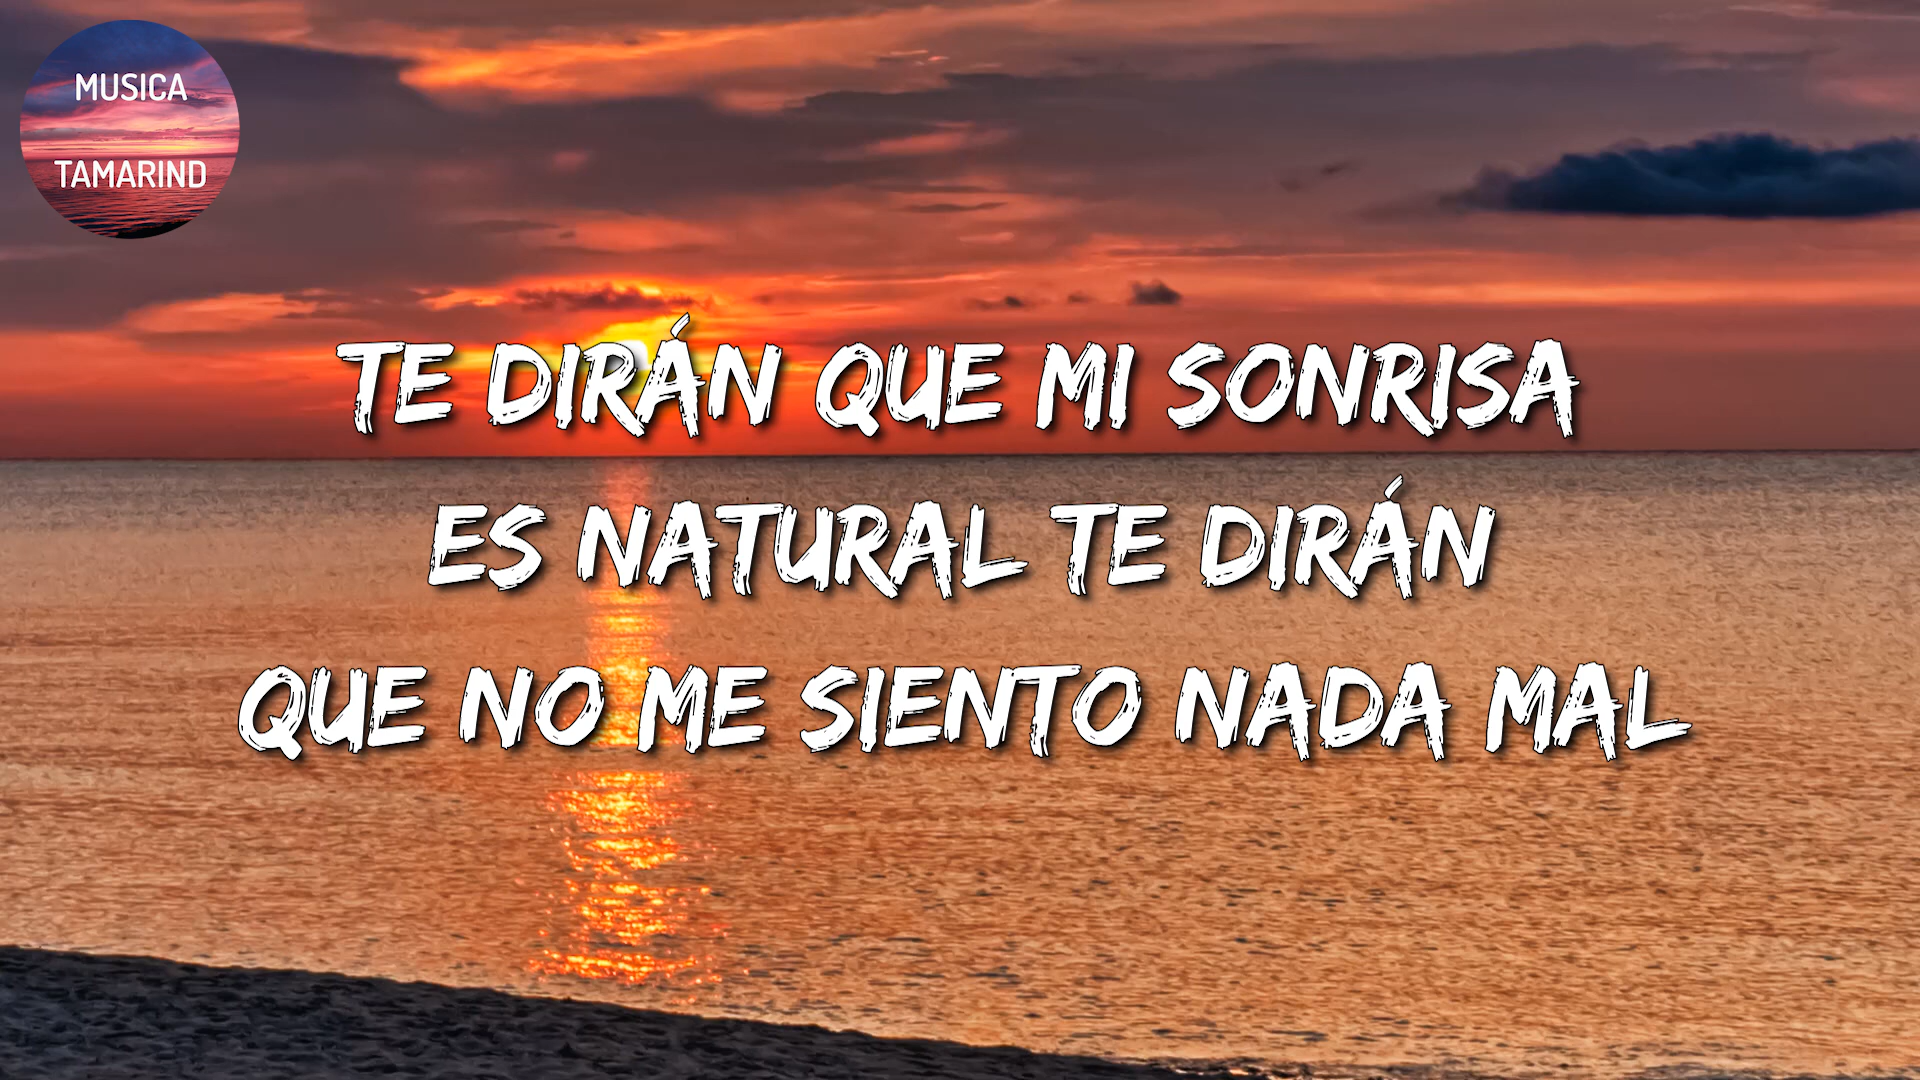 MUSICA
TAMARIND
TE DIRÁN QUE MI SONRISA
ES NATURAL TE DIRÁN
QUE NO ME SIENTO NADA MAL